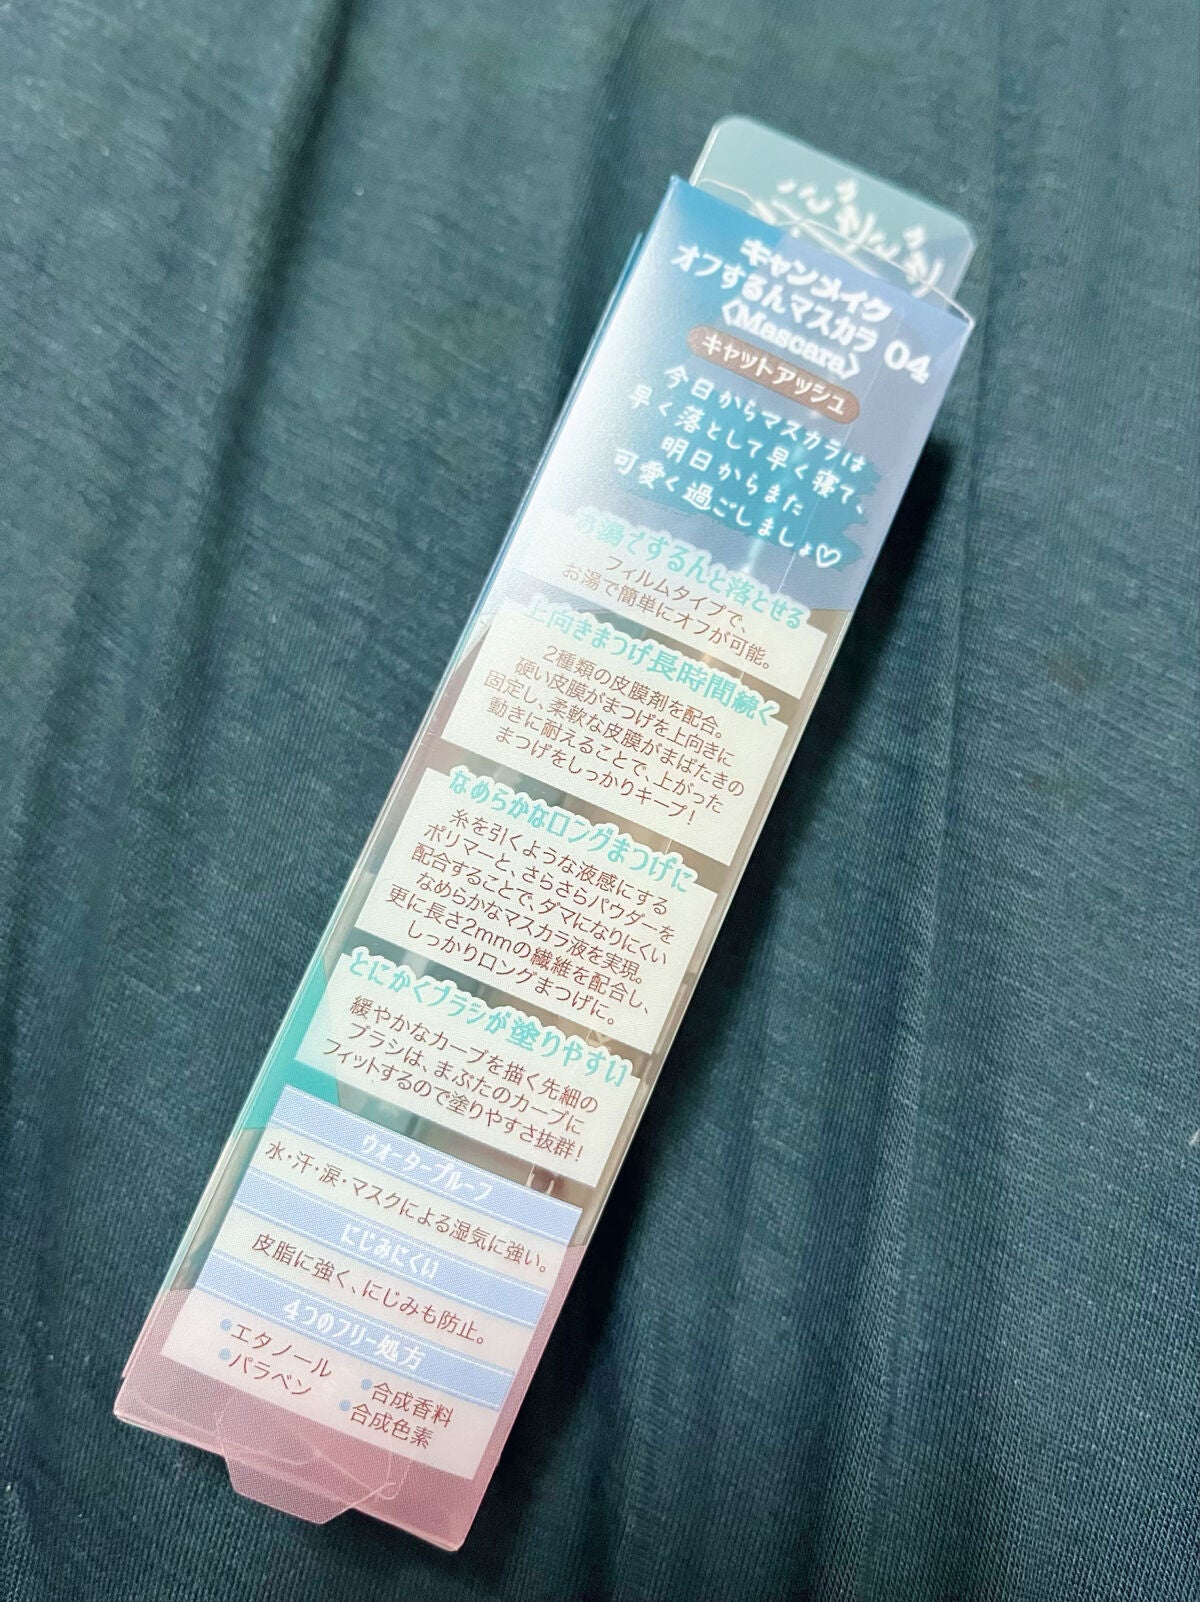 キャンメイク
オフするんマスカラ
〈Mascara〉
04
キャットアッシュ
今日からマスカラは
早く落として早く寝て、
明日からまた
可愛く過ごしましょ♡
お湯でするんと落とせる
フィルムタイプで、
お湯で簡単にオフが可能。
上向きまつげ長時間続く
2種類の皮膜剤を配合。
硬い皮膜がまつげを上向きに
固定し、柔軟な皮膜がまばたきの
動きに耐えることで、上がった
まつげをしっかりキープ!
なめらかなロングまつげに
糸を引くような液感にする
ポリマーと、さらさらパウダーを
配合することで、ダマになりにくい
なめらかなマスカラ液を実現。
更に長さ2mmの繊維を配合し、
しっかりロングまつげに。
とにかくブラシが塗りやすい
緩やかなカーブを描く先細の
ブラシは、まぶたのカーブに
フィットするので塗りやすさ抜群!
ウォータープルーフ
水・汗・涙・マスクによる湿気に強い。
にじみにくい
皮脂に強く、にじみも防止。
4つのフリー処方
•エタノール
•パラベン
•合成香料
•合成色素